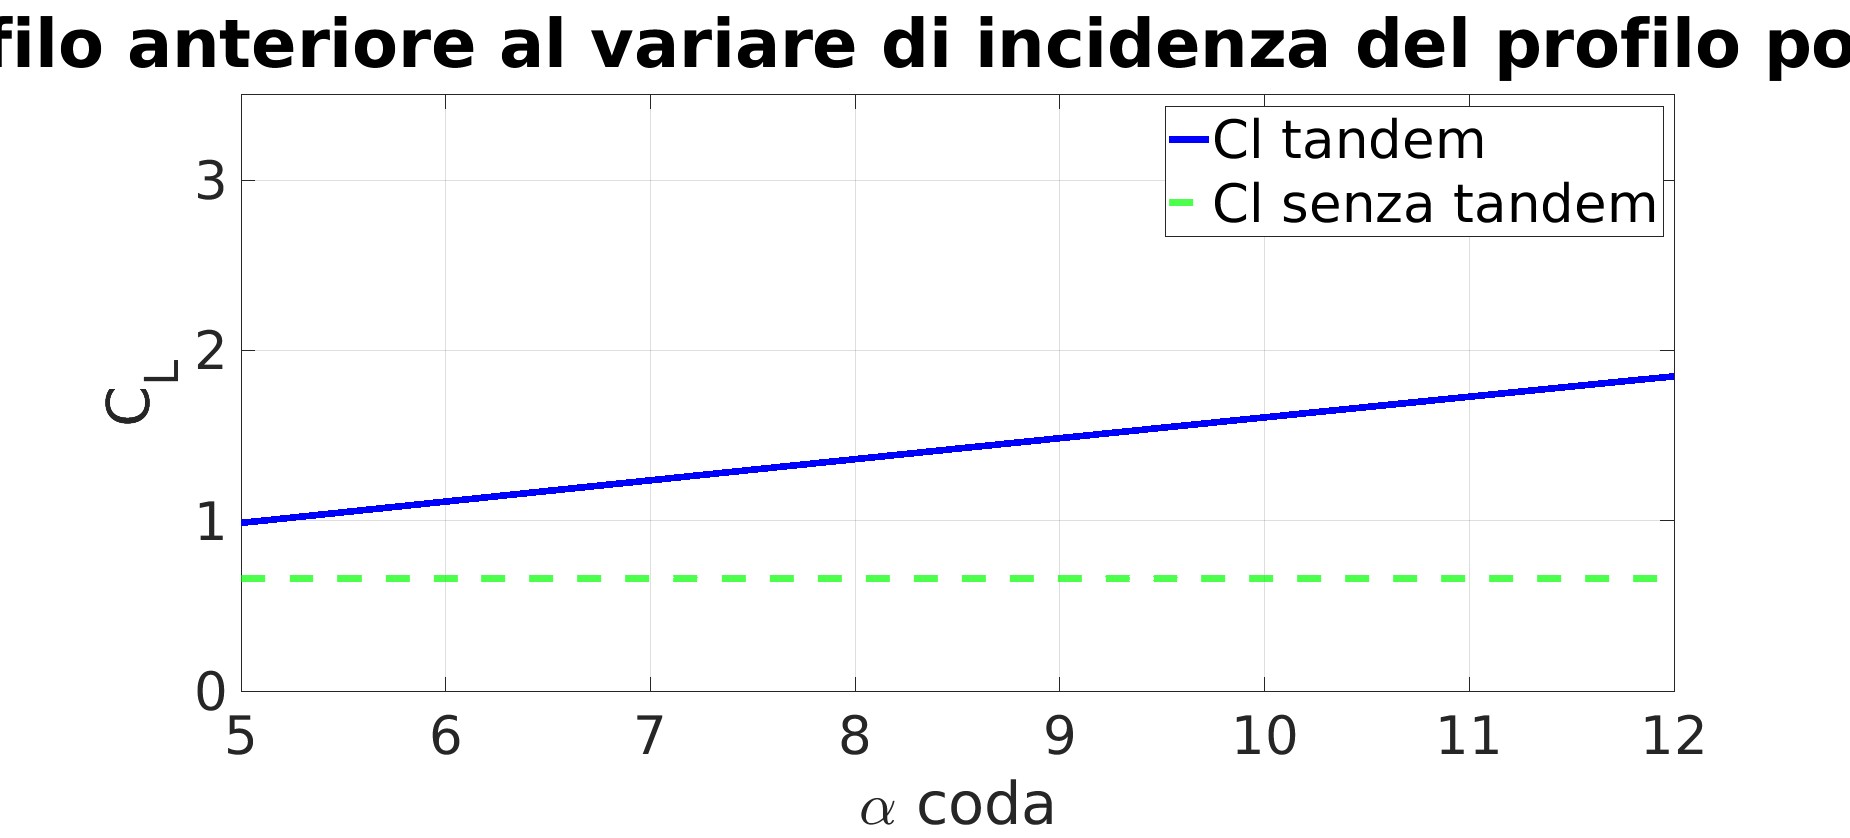 filo anteriore al variare di incidenza del profilo po
Cl tandem
Cl senza tandem
3
2
1
0
C_L
5 6 7 8 9 10 11 12
α coda